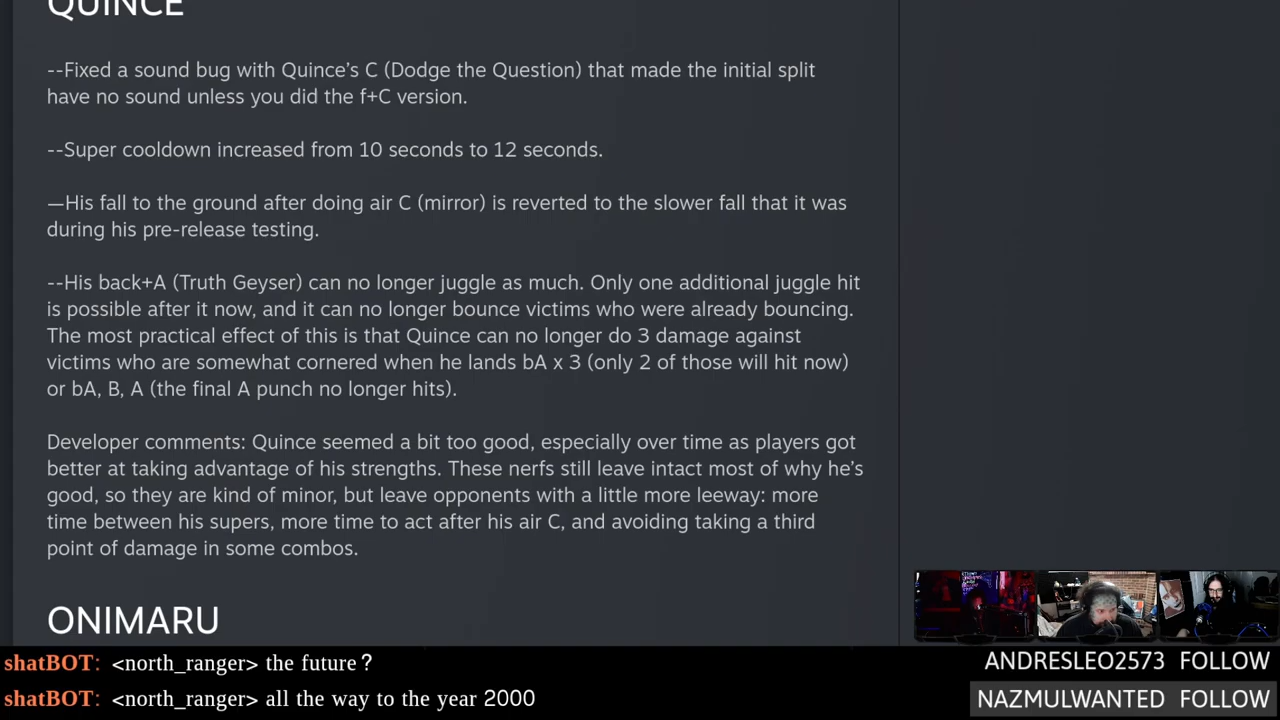 QUINCE
--Fixed a sound bug with Quince’s C (Dodge the Question) that made the initial split
have no sound unless you did the f+C version.
--Super cooldown increased from 10 seconds to 12 seconds.
—His fall to the ground after doing air C (mirror) is reverted to the slower fall that it was
during his pre-release testing.
--His back+A (Truth Geyser) can no longer juggle as much. Only one additional juggle hit
is possible after it now, and it can no longer bounce victims who were already bouncing.
The most practical effect of this is that Quince can no longer do 3 damage against
victims who are somewhat cornered when he lands bA x 3 (only 2 of those will hit now)
or bA, B, A (the final A punch no longer hits).
Developer comments: Quince seemed a bit too good, especially over time as players got
better at taking advantage of his strengths. These nerfs still leave intact most of why he’s
good, so they are kind of minor, but leave opponents with a little more leeway: more
time between his supers, more time to act after his air C, and avoiding taking a third
point of damage in some combos.
ONIMARU
shatBOT: <north_ranger> the future?
shatBOT: <north_ranger> all the way to the year 2000
ANDRESLEO2573 FOLLOW
NAZMULWANTED FOLLOW